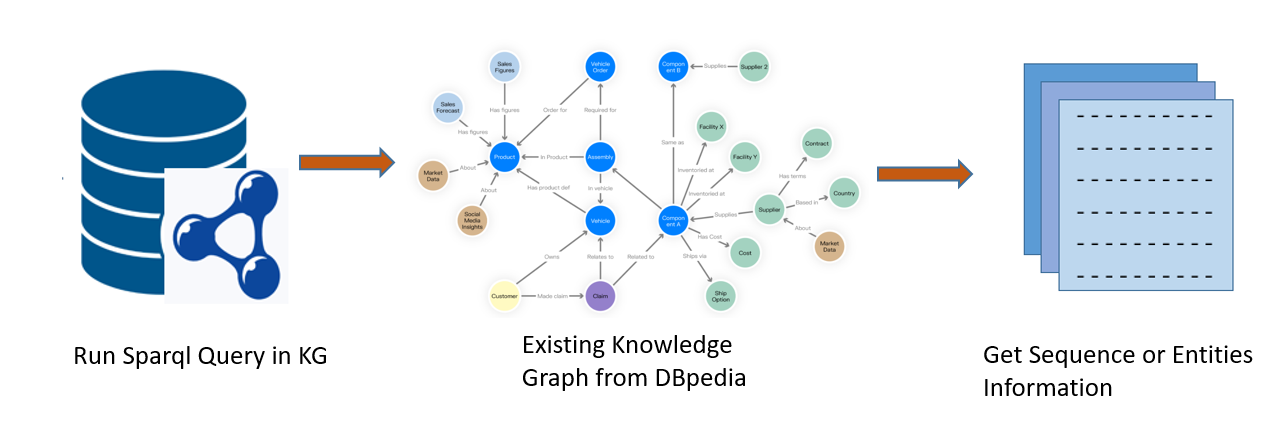 Sales
Figures
Vehicle
Order
Compon
ent B
Supplies
Supplier 2
Sales
Forecast
Has figures
Order for
Required for
Has figures
Facility X
Same as
Facility Y
Contract
Product
In Product
Assembly
About
Market
Data
Inventoried at
Has terms
About
Has product def
In vehicle
Inventoried at
Country
Based in
Social
Media
Insights
Vehicle
Compon
ent A
Supplies
Supplier
About
Has Cost
Market
Data
Owns
Relates to
Related to
Ships via
Cost
Customer
Made claim
Claim
Ship
Option
Run Sparql Query in KG
Existing Knowledge
Graph from DBpedia
Get Sequence or Entities
Information